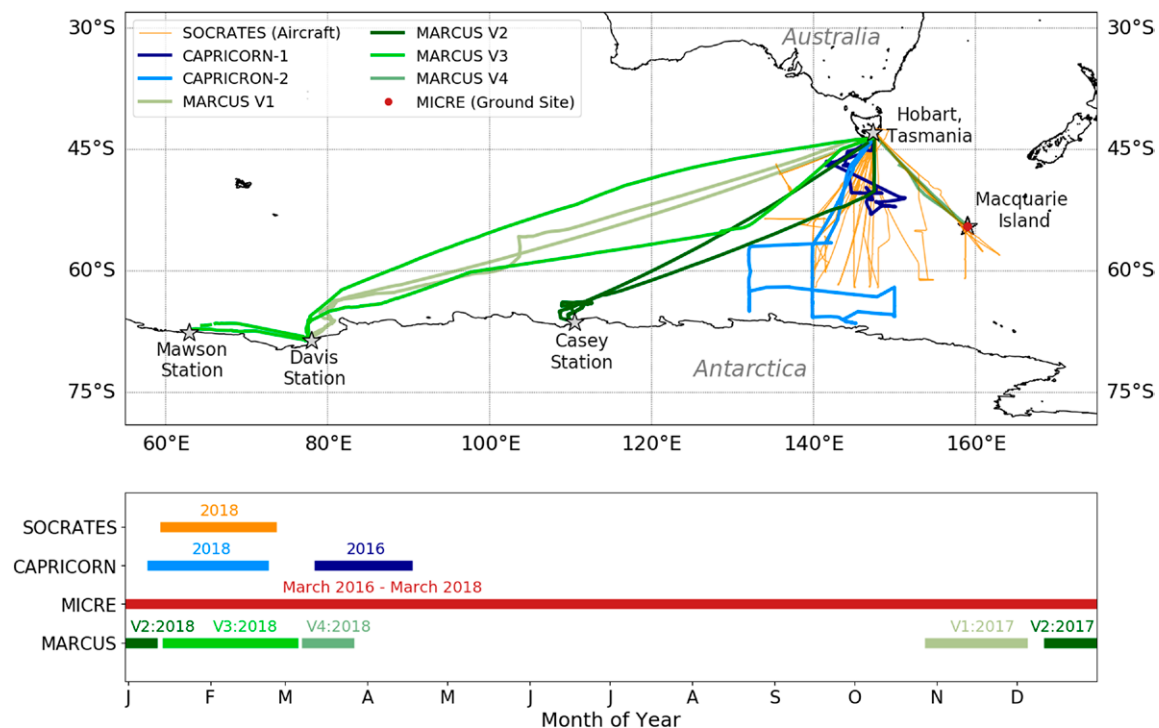 30°S
30°S
SOCRATES (Aircraft)
CAPRICORN-1
CAPRICRON-2
MARCUS V1
MARCUS V2
MARCUS V3
MARCUS V4
MICRE (Ground Site)
Australia
Hobart,
Tasmania
45°S
45°S
Macquarie
Island
60°S
60°S
Mawson
Station
Davis
Station
Casey
Station
Antarctica
75°S
75°S
60°E 80°E 100°E 120°E 140°E 160°E
2018
SOCRATES
2018 2016
CAPRICORN
March 2016 - March 2018
MICRE
V2:2018 V3:2018 V4:2018 V1:2017 V2:2017
MARCUS
J F M A M J J A S O N D
Month of Year